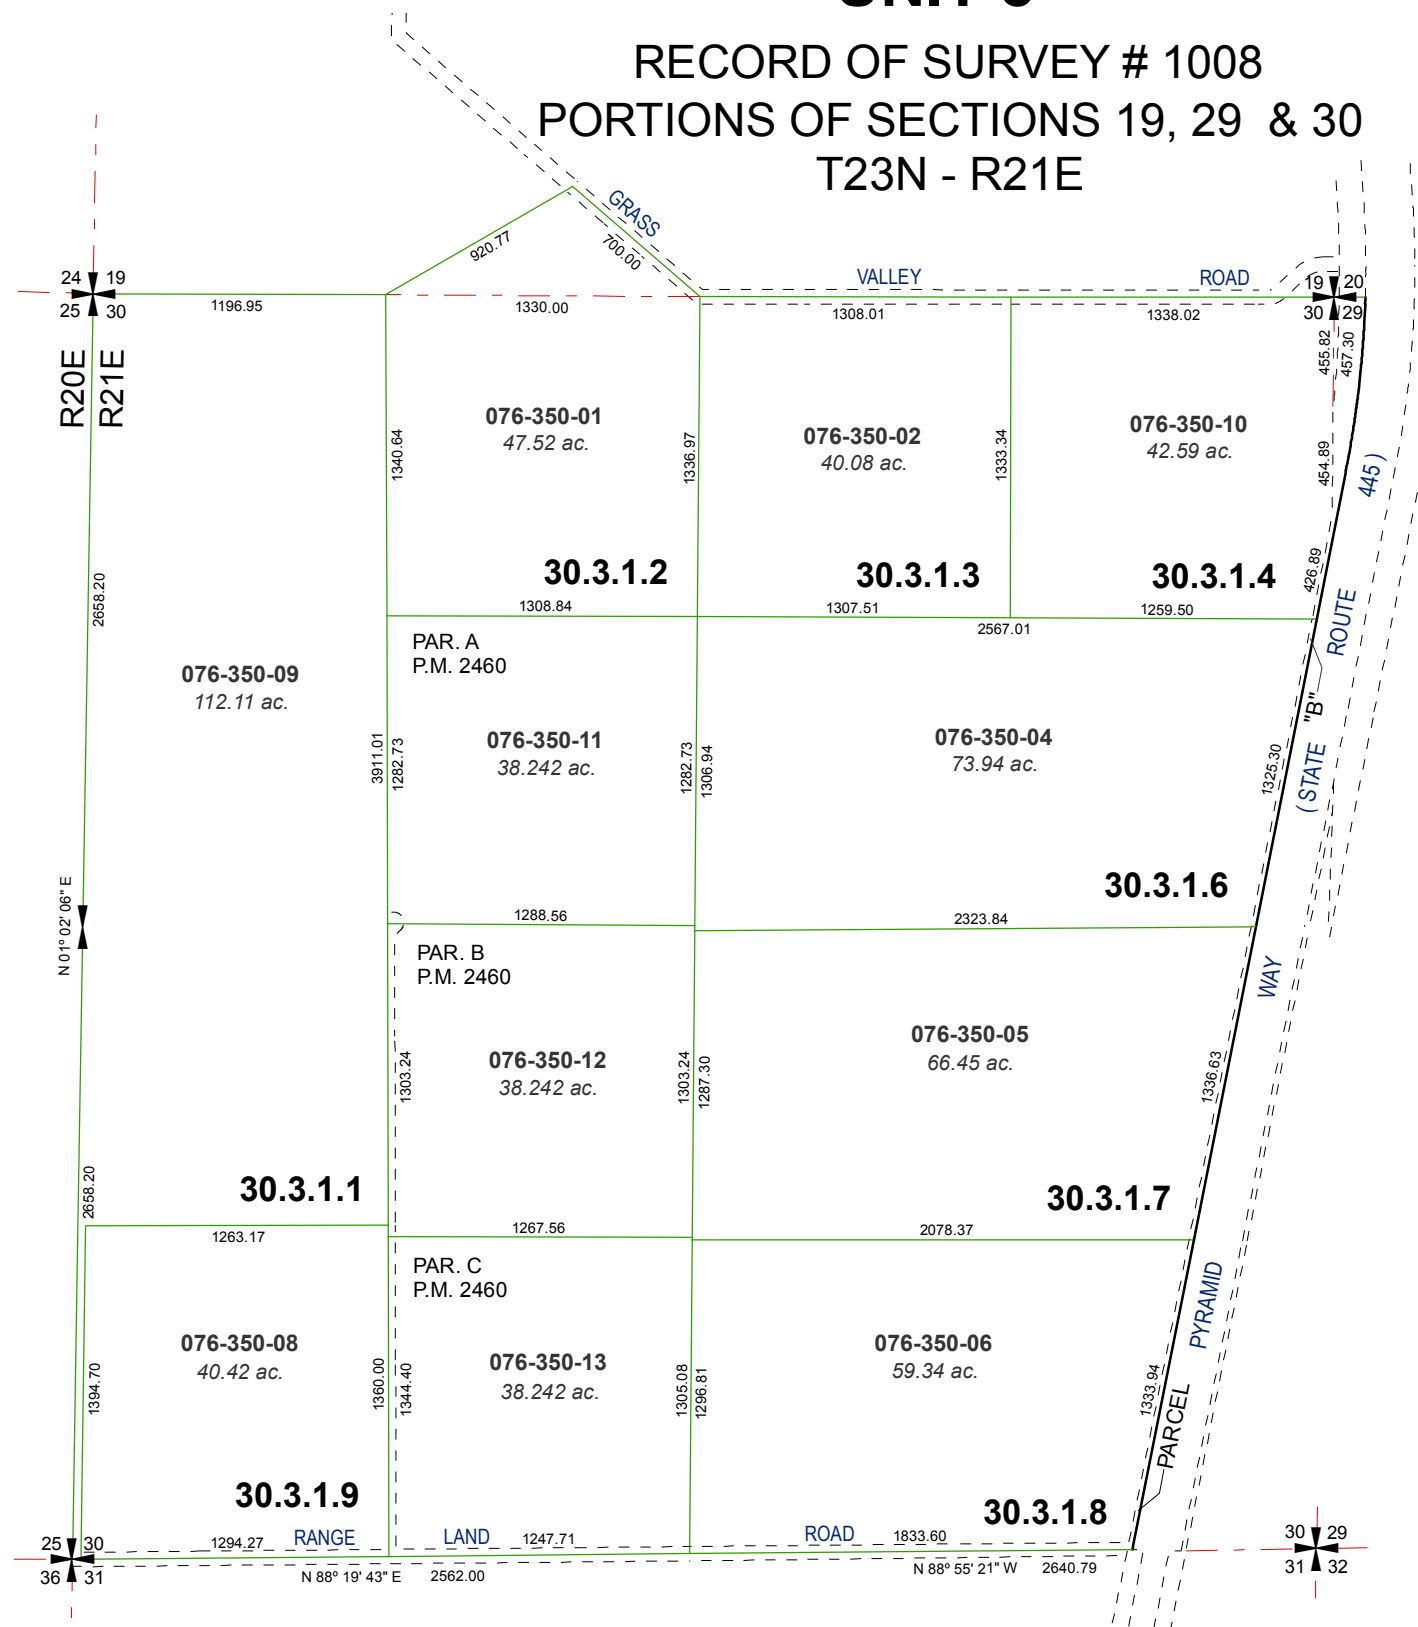 RECORD OF SURVEY # 1008
PORTIONS OF SECTIONS 19, 29 & 30
T23N - R21E
GRASS
920.77
700.00
24 19
25 30
1196.95
1330.00
VALLEY
ROAD
1308.01
1338.02
19 20
30 29
455.82
457.30
R20E
R21E
076-350-01
47.52 ac.
076-350-02
40.08 ac.
076-350-10
42.59 ac.
1340.64
1336.97
1333.34
454.89
445 )
30.3.1.2
30.3.1.3
30.3.1.4
426.89
2658.20
1308.84
1307.51
1259.50
2567.01
ROUTE
PAR. A
P.M. 2460
076-350-09
112.11 ac.
076-350-11
38.242 ac.
076-350-04
73.94 ac.
"B"
( STATE
3911.01
1282.73
1282.73
1306.94
1325.30
30.3.1.6
N 01° 02' 06" E
1288.56
2323.84
PAR. B
P.M. 2460
WAY
076-350-12
38.242 ac.
076-350-05
66.45 ac.
1303.24
1303.24
1287.30
1336.63
2658.20
30.3.1.1
30.3.1.7
1263.17
1267.56
2078.37
PAR. C
P.M. 2460
PYRAMID
076-350-08
40.42 ac.
076-350-13
38.242 ac.
076-350-06
59.34 ac.
1394.70
1360.00
1344.40
1305.08
1296.81
1333.94
PARCEL
30.3.1.9
30.3.1.8
25 30
36 31
1294.27
RANGE
LAND
1247.71
ROAD
1833.60
30 29
31 32
N 88° 19' 43" E 2562.00
N 88° 55' 21" W 2640.79